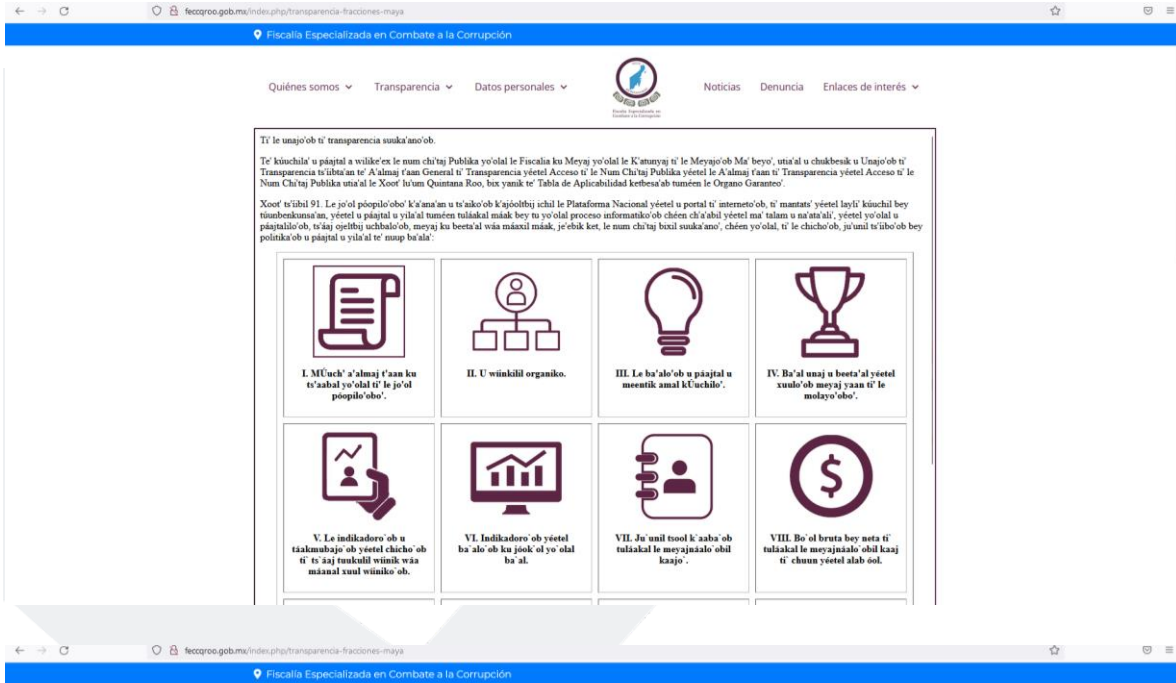 feccqroo.gob.mx/index.php/transparencia-fracciones-maya
Fiscalía Especializada en Combate a la Corrupción
Quiénes somos Transparencia Datos personales Noticias Denuncia Enlaces de interés
Fiscalía Especializada en
Combate a la Corrupción
Ti' le unajo'ob ti' transparencia suuka'ano'ob.
Te' kúuchila' u páajtal a wilike'ex le num chi'taj Publika yo'olal le Fiscalia ku Meyaj yo'olal le K'atunyaj ti' le Meyajo'ob Ma' beyo', utia'al u chukbesik u Unajo'ob ti'
Transparencia ts'iibta'an te' A'almaj t'aan General ti' Transparencia yéetel Acceso ti' le Num Chi'taj Publika yéetel le A'almaj t'aan ti' Transparencia yéetel Acceso ti' le
Num Chi'taj Publika utia'al le Xoot' lu'um Quintana Roo, bix yanik te' Tabla de Aplicabilidad ketbesa'ab tuméen le Organo Garanteo'.
Xoot' ts'iibil 91. Le jo'ol póopilo'obo' k'a'ana'an u ts'aiko'ob k'ajóoltbij ichil le Plataforma Nacional yéetel u portal ti' interneto'ob, ti' mantats' yéetel layli' kúuchil bey
túunbenkunsa'an, yéetel u páajtal u yila'al tuméen tuláakal máak bey tu yo'olal proceso informatiko'ob chéen ch'a'abil yéetel ma' talam u na'ata'ali', yéetel yo'olal u
páajtalilo'ob, ts'áaj ojeltbij uchbalo'ob, meyaj ku beeta'al wáa máaxil máak, je'ebik ket, le num chi'taj bixil suuka'ano', chéen yo'olal, ti' le chicho'ob, ju'unil ts'iibo'ob bey
politika'ob u páajtal u yila'al te' nuup ba'ala':
I. MÚuch' a'almaj t'aan ku
ts'aabal yo'olal ti' le jo'ol
póopilo'obo'.
II. U wíinkilil organiko.
III. Le ba'alo'ob u páajtal u
meentik amal kÚuchilo'.
IV. Ba'al unaj u beeta'al yéetel
xuulo'ob meyaj yaan ti' le
molayo'obo'.
V. Le indikadoro`ob u
táakmubajo`ob yéetel chicho`ob
ti` ts`áaj tuukulil wíinik wáa
máanal xuul wíiniko`ob.
VI. Indikadoro`ob yéetel
ba`alo`ob ku jóok`ol yo`olal
ba`al.
VII. Ju`unil tsool k`aaba`ob
tuláakal le meyajnáalo`obil
kaajo`.
VIII. Bo`ol bruta bey neta ti`
tuláakal le meyajnáalo`obil kaaj
ti` chuun yéetel alab óol.
feccqroo.gob.mx/index.php/transparencia-fracciones-maya
Fiscalía Especializada en Combate a la Corrupción